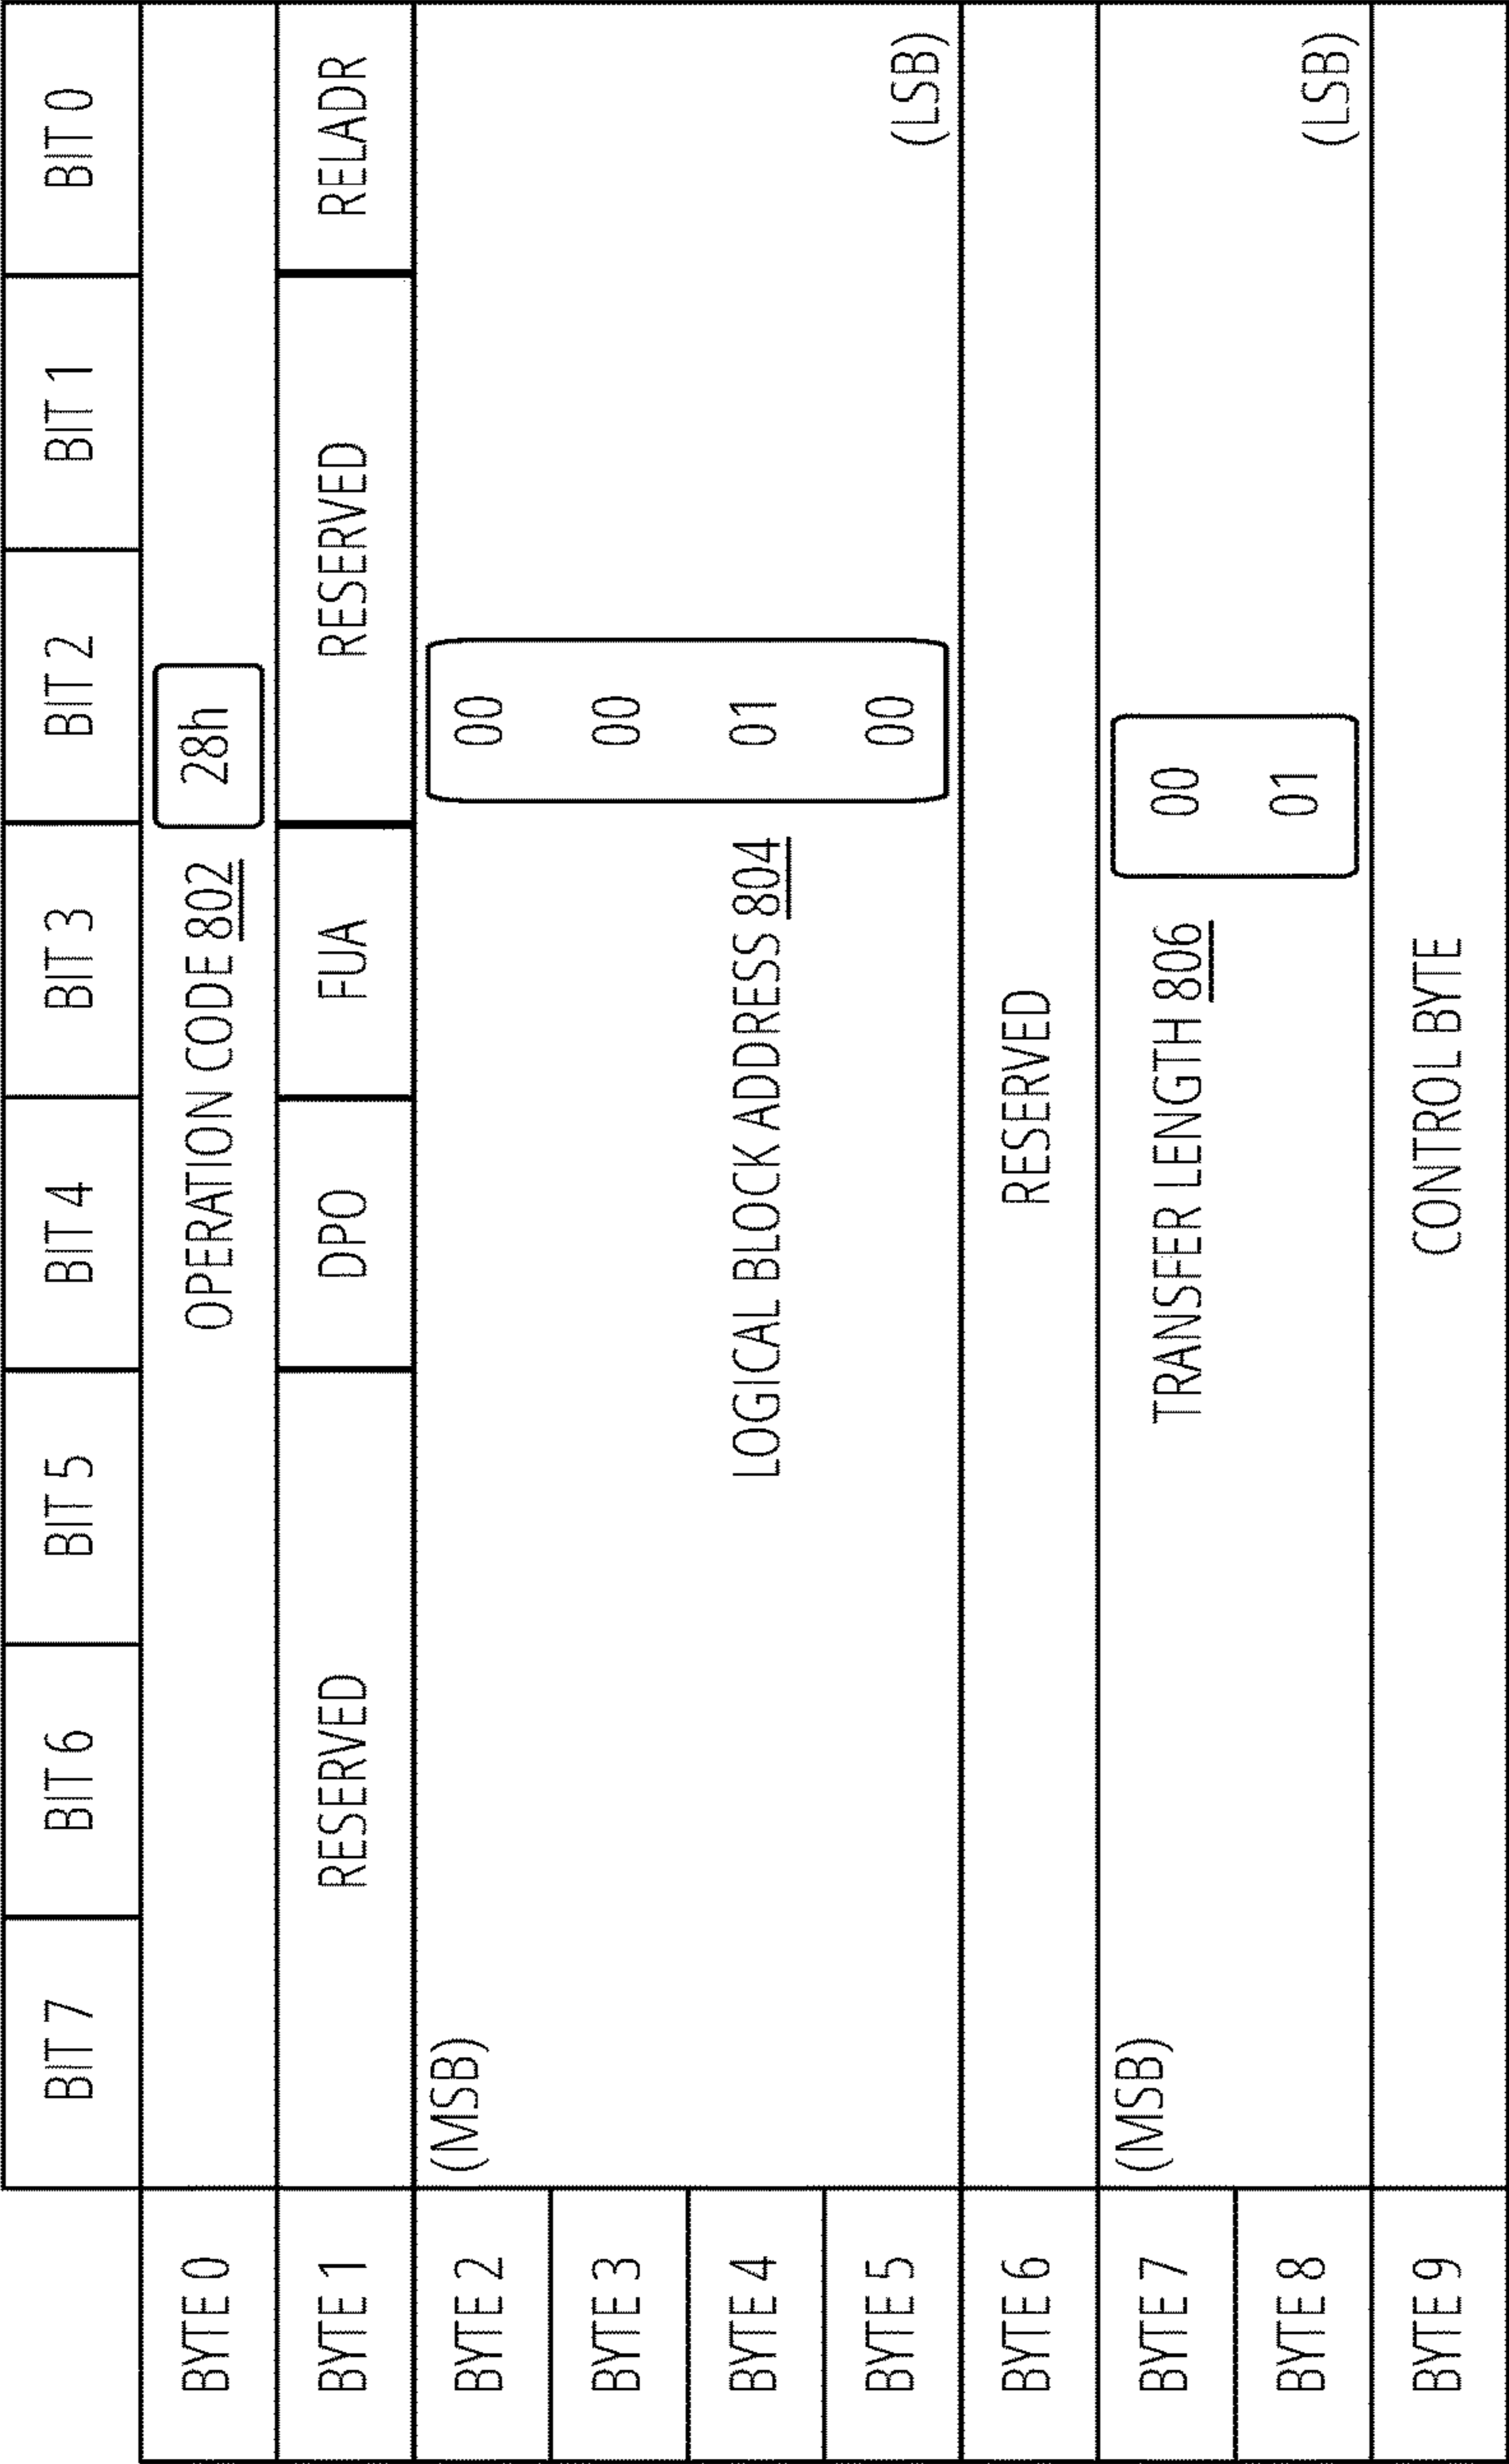 BIT 7 BIT 6 BIT 5 BIT 4 BIT 3 BIT 2 BIT 1 BIT 0
BYTE 0 OPERATION CODE 802 28h
BYTE 1 RESERVED DPO FUA RESERVED RELADR
BYTE 2 (MSB) 00
BYTE 3 00
BYTE 4 LOGICAL BLOCK ADDRESS 804 01
BYTE 5 00 (LSB)
BYTE 6 RESERVED
BYTE 7 (MSB) TRANSFER LENGTH 806 00
BYTE 8 01 (LSB)
BYTE 9 CONTROL BYTE